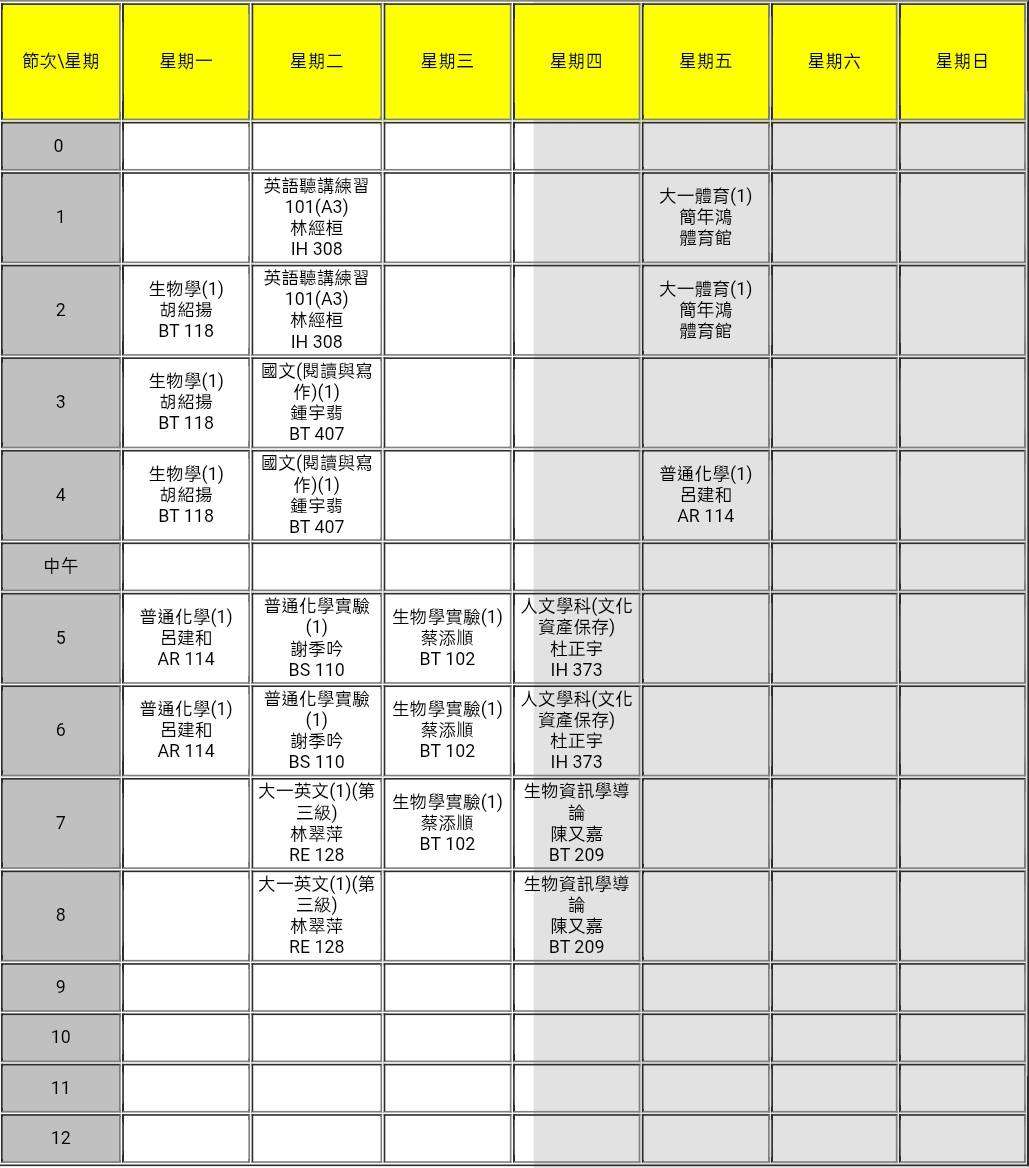 節次\星期 星期一 星期二 星期三 星期四 星期五 星期六 星期日
0
1
英語聽講練習
101(A3)
林經桓
IH 308
大一體育(1)
簡年鴻
體育館
2
生物學(1)
胡紹揚
BT 118
英語聽講練習
101(A3)
林經桓
IH 308
大一體育(1)
簡年鴻
體育館
3
生物學(1)
胡紹揚
BT 118
國文(閱讀與寫
作)(1)
鍾宇翡
BT 407
4
生物學(1)
胡紹揚
BT 118
國文(閱讀與寫
作)(1)
鍾宇翡
BT 407
普通化學(1)
呂建和
AR 114
中午
5
普通化學(1)
呂建和
AR 114
普通化學實驗
(1)
謝季吟
BS 110
生物學實驗(1)
蔡添順
BT 102
人文學科(文化
資產保存)
杜正宇
IH 373
6
普通化學(1)
呂建和
AR 114
普通化學實驗
(1)
謝季吟
BS 110
生物學實驗(1)
蔡添順
BT 102
人文學科(文化
資產保存)
杜正宇
IH 373
7
大一英文(1)(第
三級)
林翠萍
RE 128
生物學實驗(1)
蔡添順
BT 102
生物資訊學導
論
陳又嘉
BT 209
8
大一英文(1)(第
三級)
林翠萍
RE 128
生物資訊學導
論
陳又嘉
BT 209
9
10
11
12